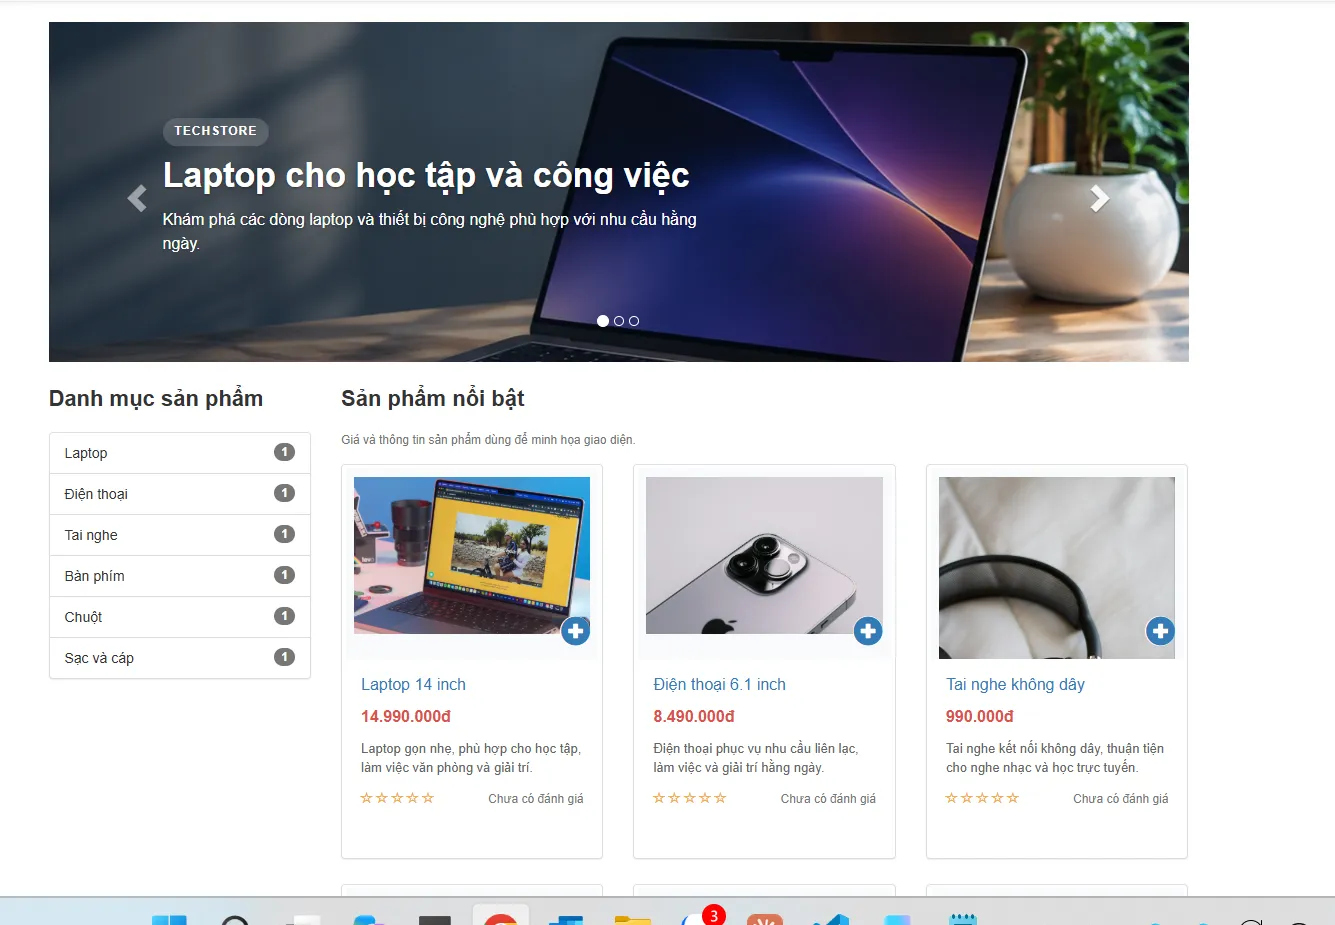 TECHSTORE
Laptop cho học tập và công việc
Khám phá các dòng laptop và thiết bị công nghệ phù hợp với nhu cầu hằng
ngày.
Danh mục sản phẩm
Laptop 1
Điện thoại 1
Tai nghe 1
Bàn phím 1
Chuột 1
Sạc và cáp 1
Sản phẩm nổi bật
Giá và thông tin sản phẩm dùng để minh họa giao diện.
Laptop 14 inch
14.990.000đ
Laptop gọn nhẹ, phù hợp cho học tập,
làm việc văn phòng và giải trí.
Chưa có đánh giá
Điện thoại 6.1 inch
8.490.000đ
Điện thoại phục vụ nhu cầu liên lạc,
làm việc và giải trí hằng ngày.
Chưa có đánh giá
Tai nghe không dây
990.000đ
Tai nghe kết nối không dây, thuận tiện
cho nghe nhạc và học trực tuyến.
Chưa có đánh giá
3